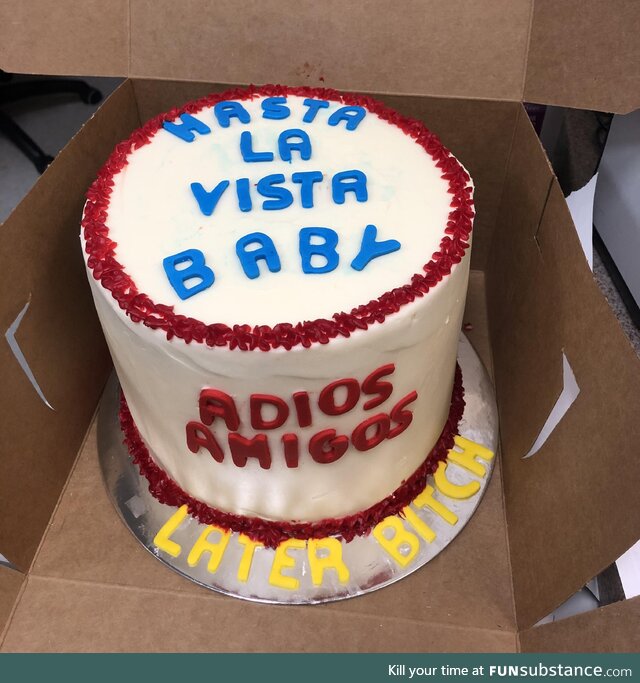 HASTA
LA
VISTA
BABY
ADIOS
AMIGOS
LATER BITCH
Kill your time at FUNsubstance.com